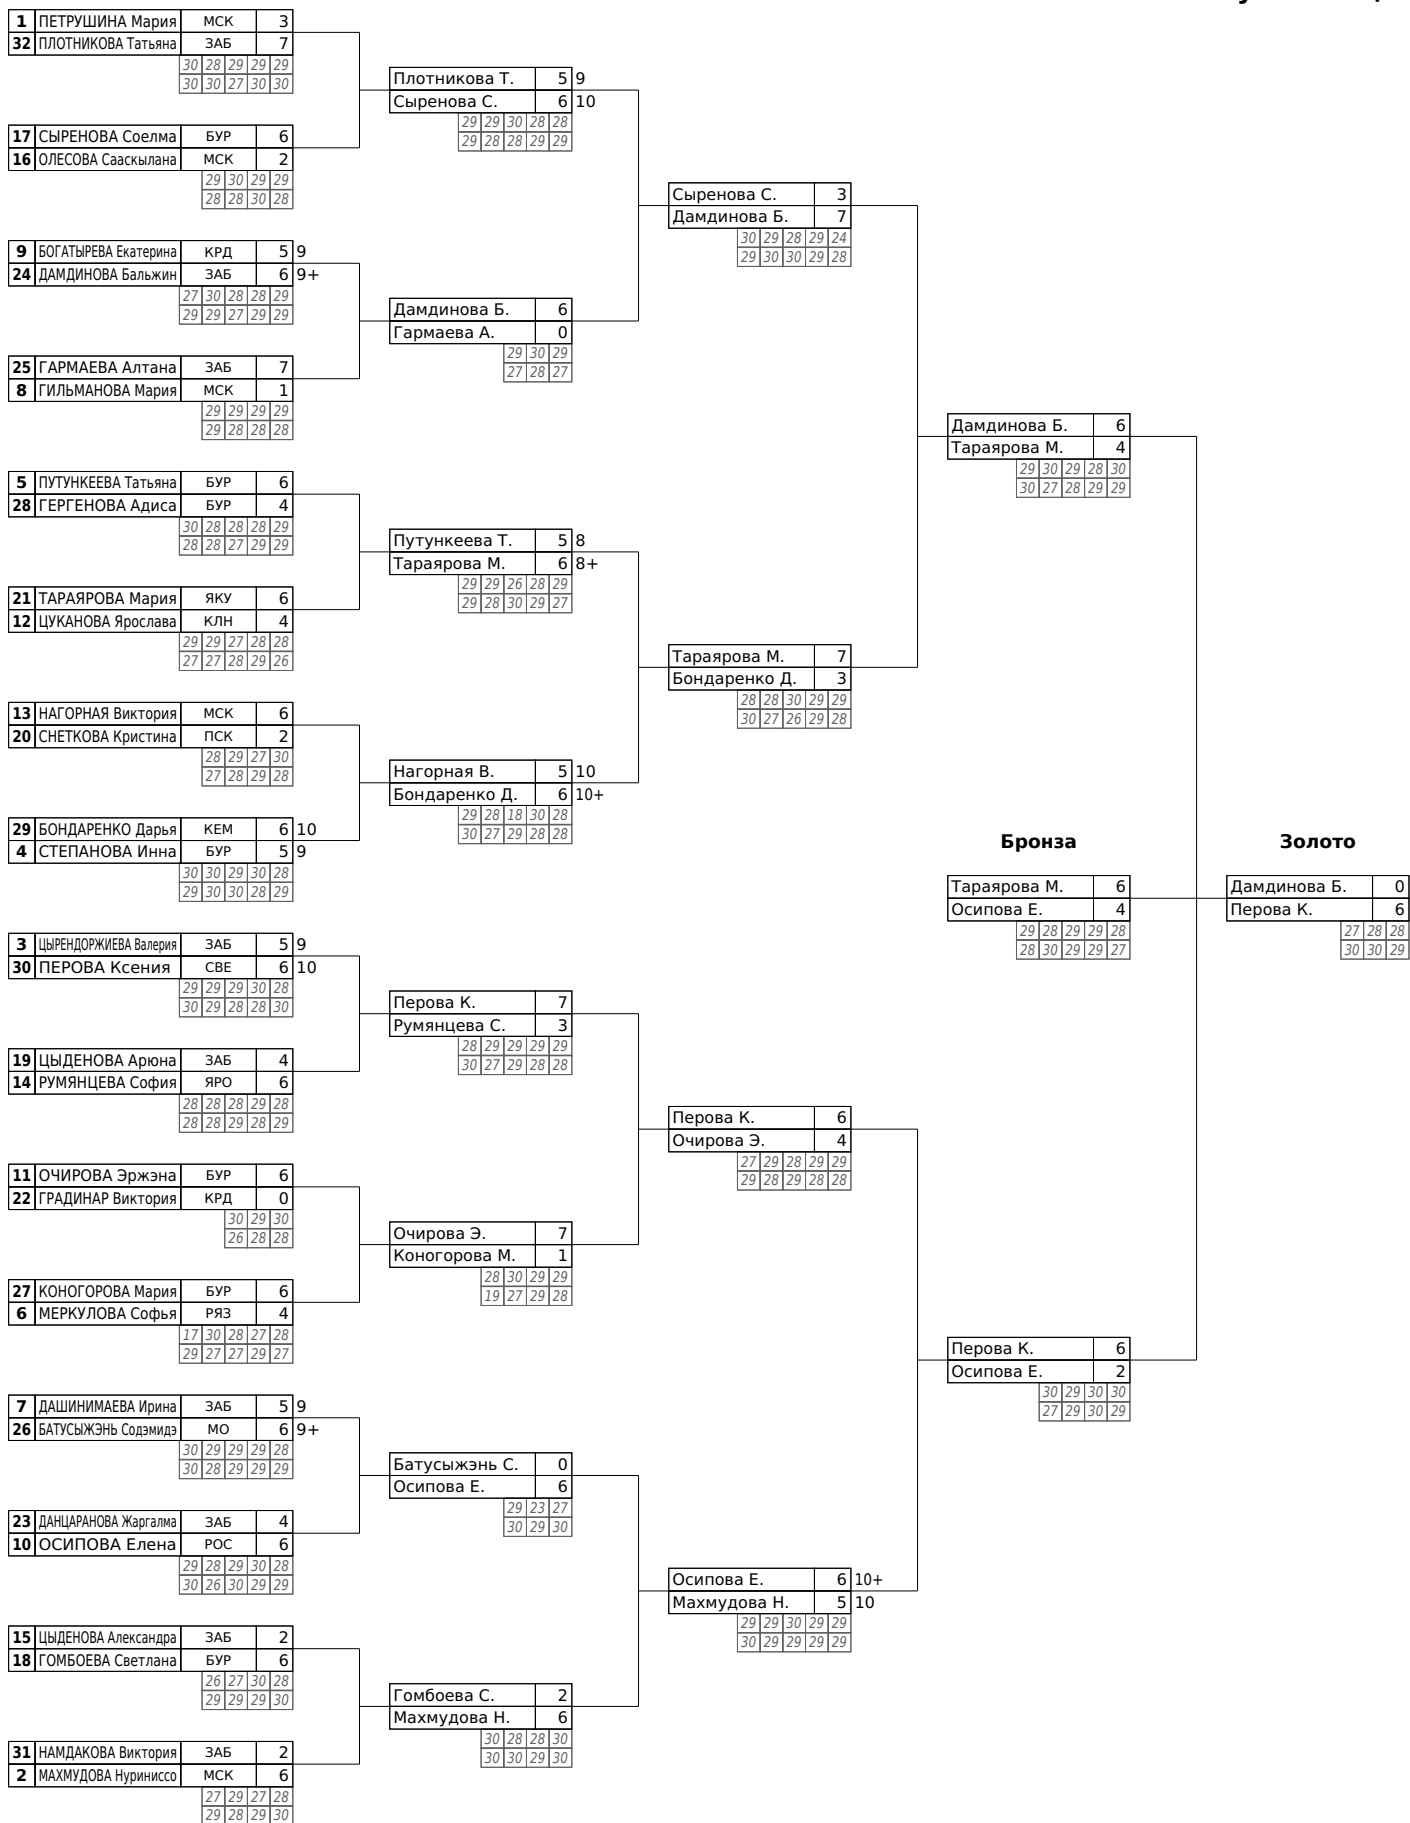 1 ПЕТРУШИНА Мария МСК 3
32 ПЛОТНИКОВА Татьяна ЗАБ 7
30 28 29 29 29
30 30 27 30 30
17 СЫРЕНОВА Соелма БУР 6
16 ОЛЕСОВА Сааскылана МСК 2
29 30 29 29
28 28 30 28
9 БОГАТЫРЕВА Екатерина КРД 5 9
24 ДАМДИНОВА Бальжин ЗАБ 6 9+
27 30 28 28 29
29 29 27 29 29
25 ГАРМАЕВА Алтана ЗАБ 7
8 ГИЛЬМАНОВА Мария МСК 1
29 29 29 29
29 28 28 28
5 ПУТУНКЕЕВА Татьяна БУР 6
28 ГЕРГЕНОВА Адиса БУР 4
30 28 28 28 29
28 28 27 29 29
21 ТАРАЯРОВА Мария ЯКУ 6
12 ЦУКАНОВА Ярослава КЛН 4
29 29 27 28 28
27 27 28 29 26
13 НАГОРНАЯ Виктория МСК 6
20 СНЕТКОВА Кристина ПСК 2
28 29 27 30
27 28 29 28
29 БОНДАРЕНКО Дарья КЕМ 6 10
4 СТЕПАНОВА Инна БУР 5 9
30 30 29 30 28
29 30 30 28 29
3 ЦЫРЕНДОРЖИЕВА Валерия ЗАБ 5 9
30 ПЕРОВА Ксения СВЕ 6 10
29 29 29 30 28
30 29 28 28 30
19 ЦЫДЕНОВА Арюна ЗАБ 4
14 РУМЯНЦЕВА София ЯРО 6
28 28 28 29 28
28 28 29 28 29
11 ОЧИРОВА Эржэна БУР 6
22 ГРАДИНАР Виктория КРД 0
30 29 30
26 28 28
27 КОНОГОРОВА Мария БУР 6
6 МЕРКУЛОВА Софья РЯЗ 4
17 30 28 27 28
29 27 27 29 27
7 ДАШИНИМАЕВА Ирина ЗАБ 5 9
26 БАТУСЫЖЭНЬ Содэмидэ МО 6 9+
30 29 29 29 28
30 28 29 29 29
23 ДАНЦАРАНОВА Жаргалма ЗАБ 4
10 ОСИПОВА Елена РОС 6
29 28 29 30 28
30 26 30 29 29
15 ЦЫДЕНОВА Александра ЗАБ 2
18 ГОМБОЕВА Светлана БУР 6
26 27 30 28
29 29 29 30
31 НАМДАКОВА Виктория ЗАБ 2
2 МАХМУДОВА Нуриниссо МСК 6
27 29 27 28
29 28 29 30
Плотникова Т. 5 9
Сыренова С. 6 10
29 29 30 28 28
29 28 28 29 29
Дамдинова Б. 6
Гармаева А. 0
29 30 29
27 28 27
Путункеева Т. 5 8
Тараярова М. 6 8+
29 29 26 28 29
29 28 30 29 27
Нагорная В. 5 10
Бондаренко Д. 6 10+
29 28 18 30 28
30 27 29 28 28
Перова К. 7
Румянцева С. 3
28 29 29 29 29
30 27 29 28 28
Очирова Э. 7
Коногорова М. 1
28 30 29 29
19 27 29 28
Батусыжэнь С. 0
Осипова Е. 6
29 23 27
30 29 30
Гомбоева С. 2
Махмудова Н. 6
30 28 28 30
30 30 29 30
Сыренова С. 3
Дамдинова Б. 7
30 29 28 29 24
29 30 30 29 28
Тараярова М. 7
Бондаренко Д. 3
28 28 30 29 29
30 27 26 29 28
Перова К. 6
Очирова Э. 4
27 29 28 29 29
29 28 29 28 28
Осипова Е. 6 10+
Махмудова Н. 5 10
29 29 30 29 29
30 29 29 29 29
Дамдинова Б. 6
Тараярова М. 4
29 30 29 28 30
30 27 28 29 29
Перова К. 6
Осипова Е. 2
30 29 30 30
27 29 30 29
Бронза
Тараярова М. 6
Осипова Е. 4
29 28 29 29 28
28 30 29 29 27
Золото
Дамдинова Б. 0
Перова К. 6
27 28 28
30 30 29